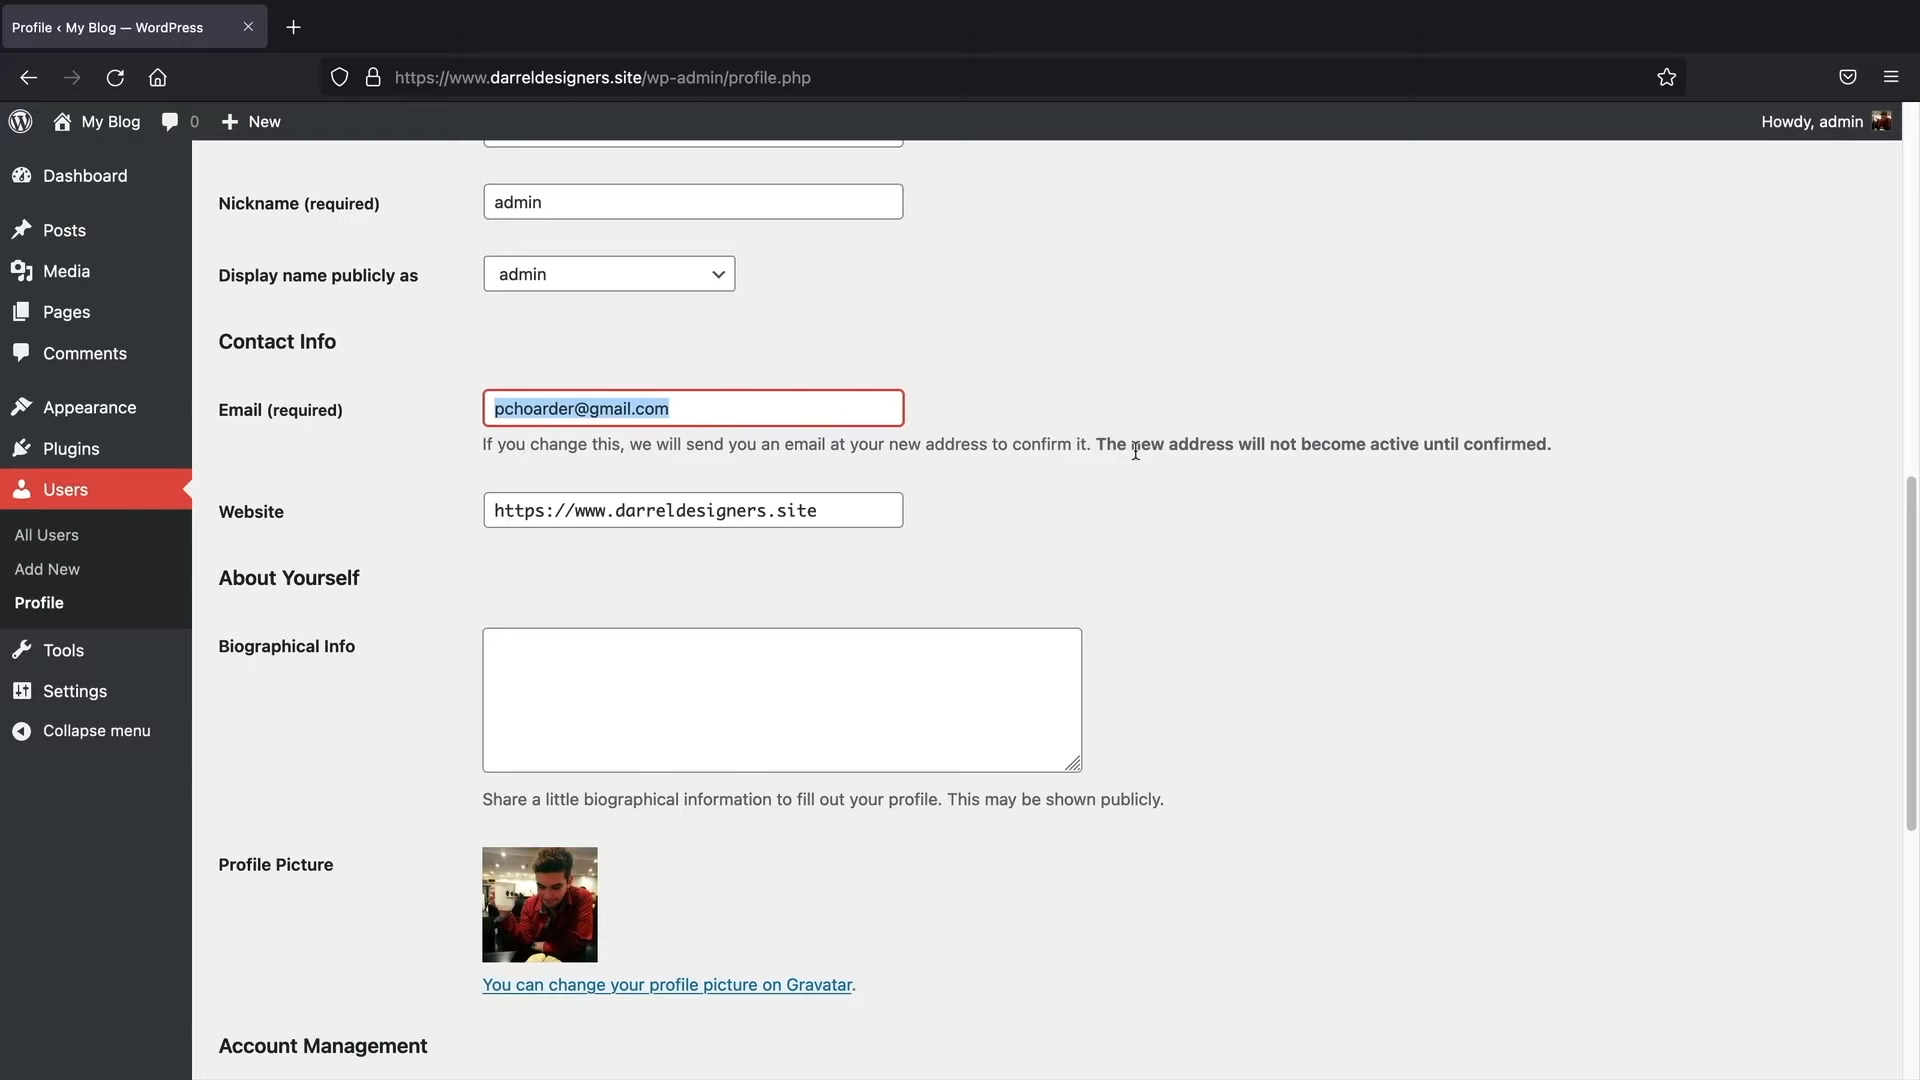 Profile ‹ My Blog — WordPress
https://www.darreldesigners.site/wp-admin/profile.php
My Blog 0 New
Howdy, admin
Dashboard
Posts
Media
Pages
Comments
Appearance
Plugins
Users
All Users
Add New
Profile
Tools
Settings
Collapse menu
Nickname (required) admin
Display name publicly as admin
Contact Info
Email (required) pchoarder@gmail.com
If you change this, we will send you an email at your new address to confirm it. The new address will not become active until confirmed.
Website https://www.darreldesigners.site
About Yourself
Biographical Info
Share a little biographical information to fill out your profile. This may be shown publicly.
Profile Picture
You can change your profile picture on Gravatar.
Account Management